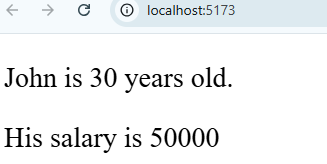 localhost:5173
John is 30 years old.
His salary is 50000